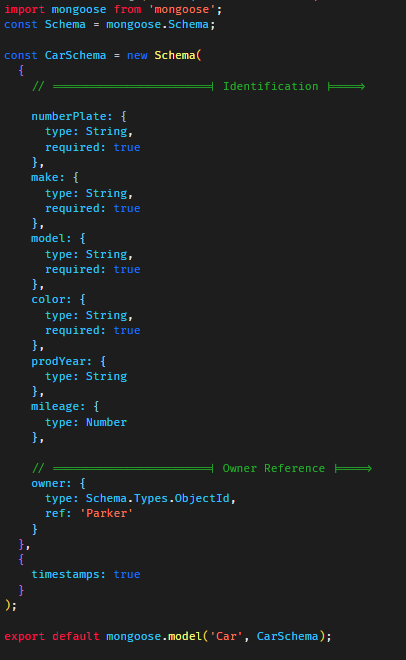 import mongoose from 'mongoose';
const Schema = mongoose.Schema;
const CarSchema = new Schema(
{
// =======================| Identification |=====>
numberPlate: {
type: String,
required: true
},
make: {
type: String,
required: true
},
model: {
type: String,
required: true
},
color: {
type: String,
required: true
},
prodYear: {
type: String
},
mileage: {
type: Number
},
// =======================| Owner Reference |=====>
owner: {
type: Schema.Types.ObjectId,
ref: 'Parker'
}
},
{
timestamps: true
}
);
export default mongoose.model('Car', CarSchema);